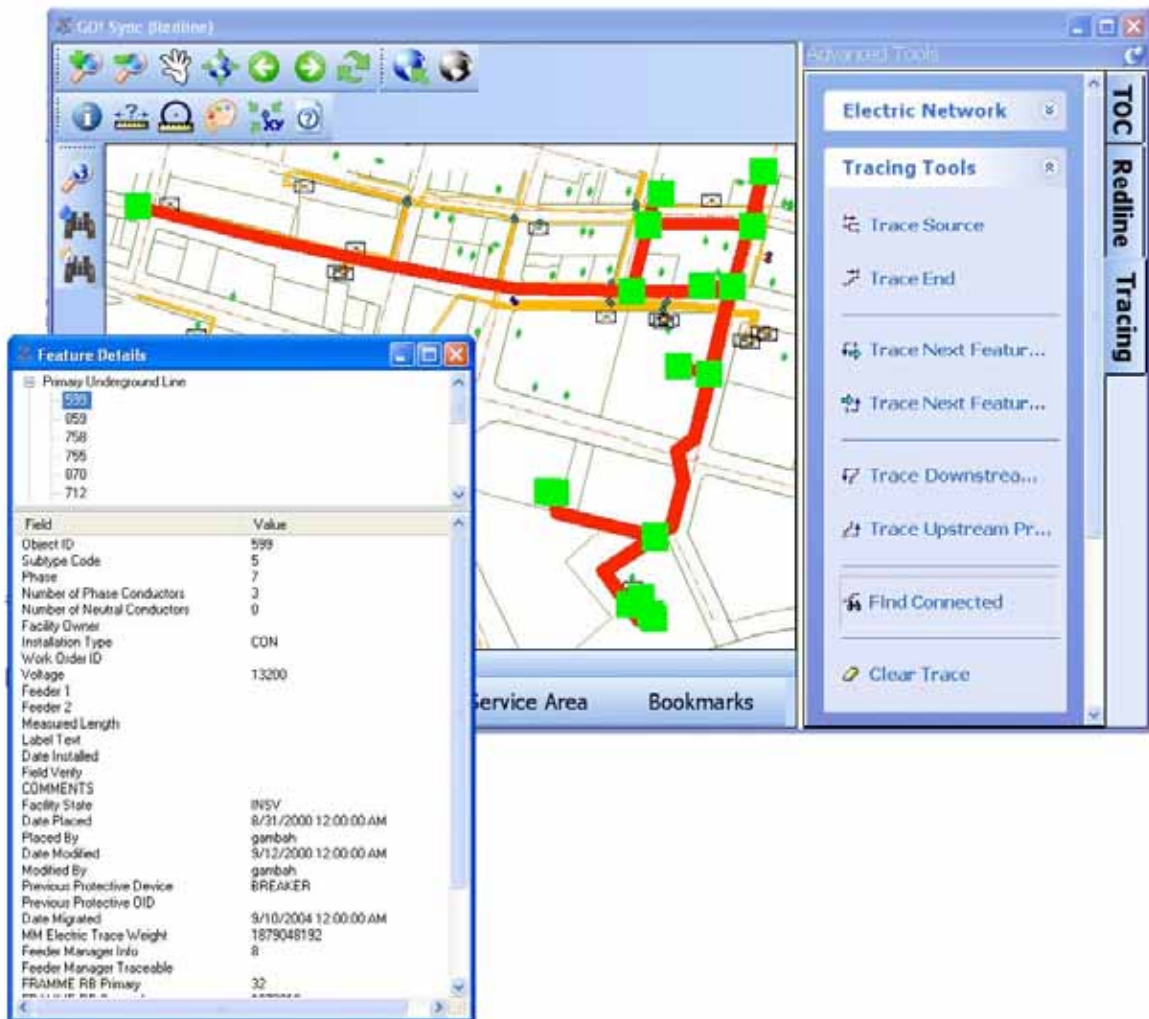 GO! Sync (Redline)
Advanced Tools
Electric Network
Tracing Tools
Trace Source
Trace End
Trace Next Featur...
Trace Next Featur...
Trace Downstrea...
Trace Upstream Pr...
Find Connected
Clear Trace
TOC
Redline
Tracing
XY
Service Area
Bookmarks
Feature Details
Primary Underground Line
599
859
758
755
870
712
Field Value
Object ID 599
Subtype Code 5
Phase 7
Number of Phase Conductors 3
Number of Neutral Conductors 0
Facility Owner
Installation Type CON
Work Order ID
Voltage 13200
Feeder 1
Feeder 2
Measured Length
Label Text
Date Installed
Field Verify
COMMENTS
Facility State INSV
Date Placed 8/31/2000 12:00:00 AM
Placed By gambah
Date Modified 9/12/2000 12:00:00 AM
Modified By gambah
Previous Protective Device BREAKER
Previous Protective OID
Date Migrated 9/10/2004 12:00:00 AM
MM Electric Trace Weight 1879048192
Feeder Manager Info 8
Feeder Manager Traceable
FRAMME RB Primary 32